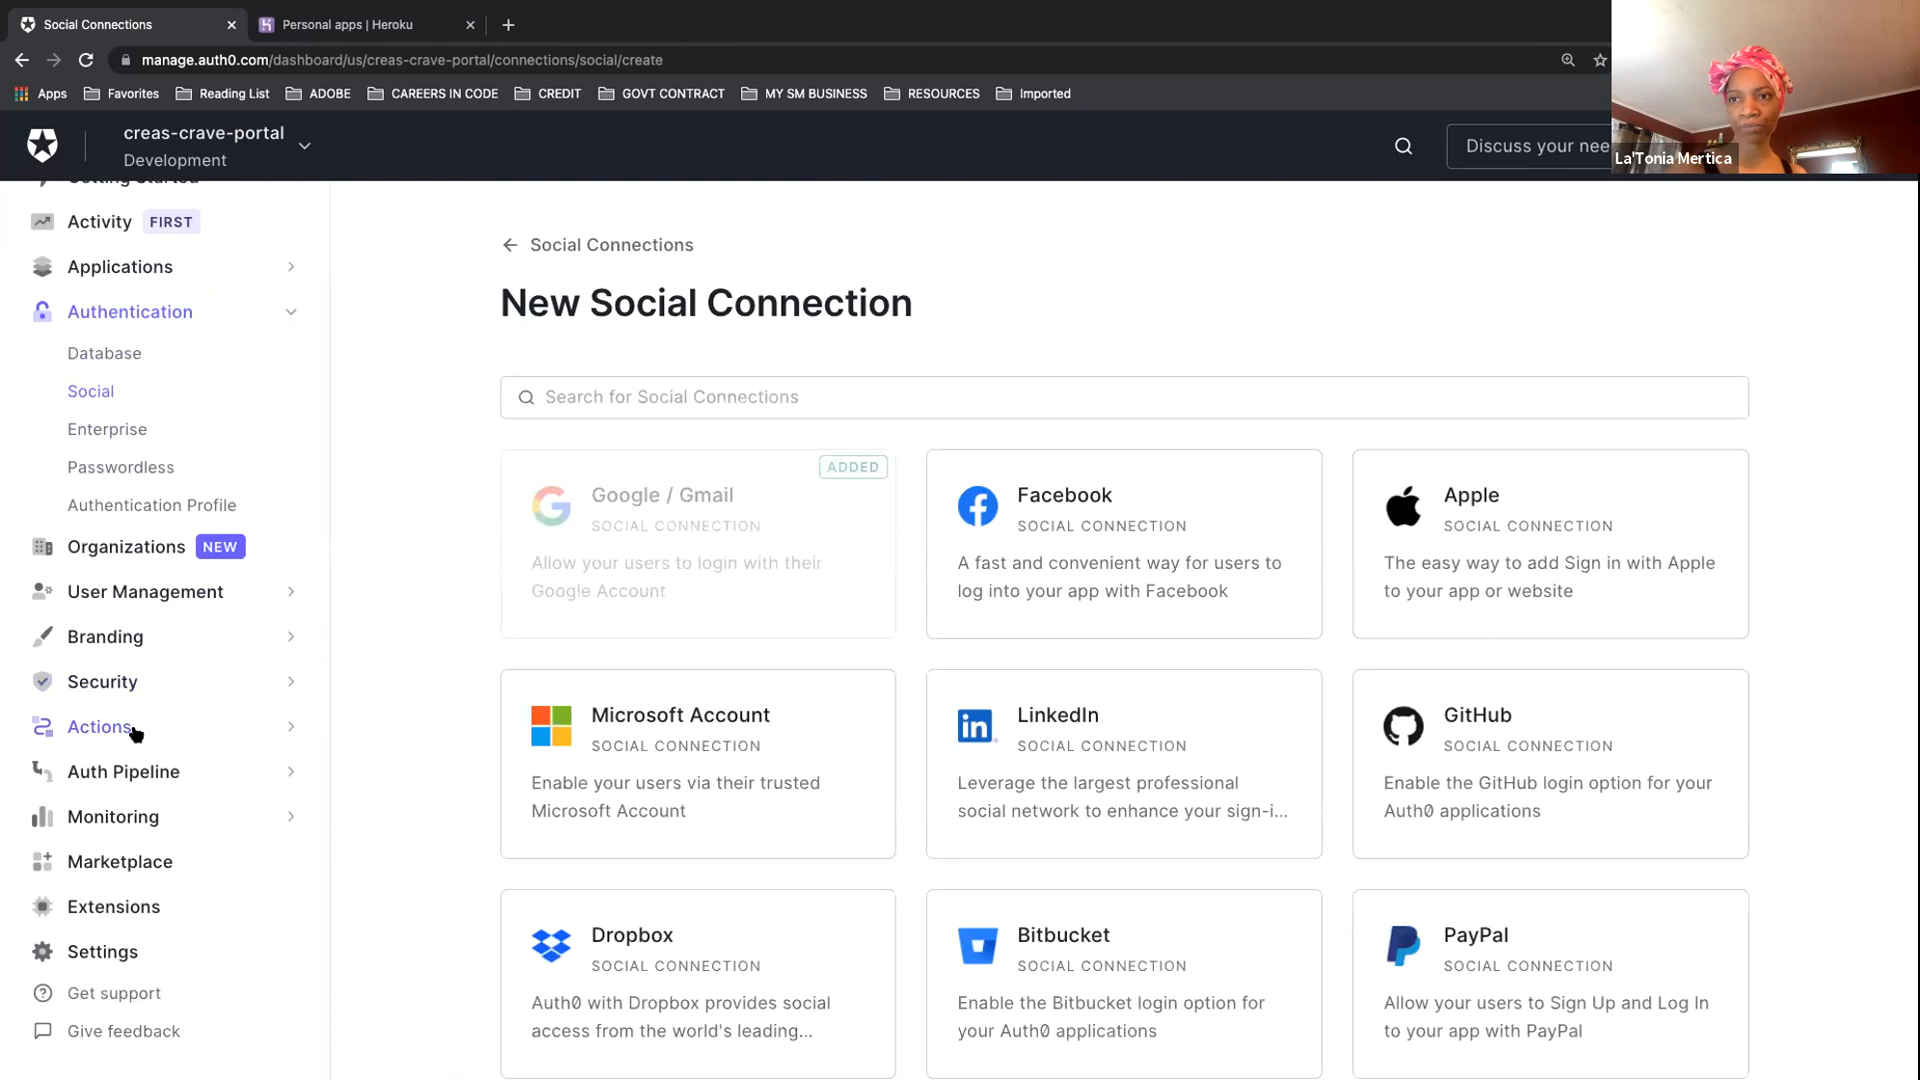 Social Connections
Personal apps | Heroku
manage.auth0.com/dashboard/us/creas-crave-portal/connections/social/create
Apps
Favorites
Reading List
ADOBE
CAREERS IN CODE
CREDIT
GOVT CONTRACT
MY SM BUSINESS
RESOURCES
Imported
creas-crave-portal
Development
Discuss your nee
La'Tonia Mertica
Getting Started
Activity FIRST
Applications
Authentication
Database
Social
Enterprise
Passwordless
Authentication Profile
Organizations NEW
User Management
Branding
Security
Actions
Auth Pipeline
Monitoring
Marketplace
Extensions
Settings
Get support
Give feedback
Social Connections
New Social Connection
Search for Social Connections
ADDED
Google / Gmail
SOCIAL CONNECTION
Allow your users to login with their
Google Account
Facebook
SOCIAL CONNECTION
A fast and convenient way for users to
log into your app with Facebook
Apple
SOCIAL CONNECTION
The easy way to add Sign in with Apple
to your app or website
Microsoft Account
SOCIAL CONNECTION
Enable your users via their trusted
Microsoft Account
LinkedIn
SOCIAL CONNECTION
Leverage the largest professional
social network to enhance your sign-i...
GitHub
SOCIAL CONNECTION
Enable the GitHub login option for your
Auth0 applications
Dropbox
SOCIAL CONNECTION
Auth0 with Dropbox provides social
access from the world's leading...
Bitbucket
SOCIAL CONNECTION
Enable the Bitbucket login option for
your Auth0 applications
PayPal
SOCIAL CONNECTION
Allow your users to Sign Up and Log In
to your app with PayPal